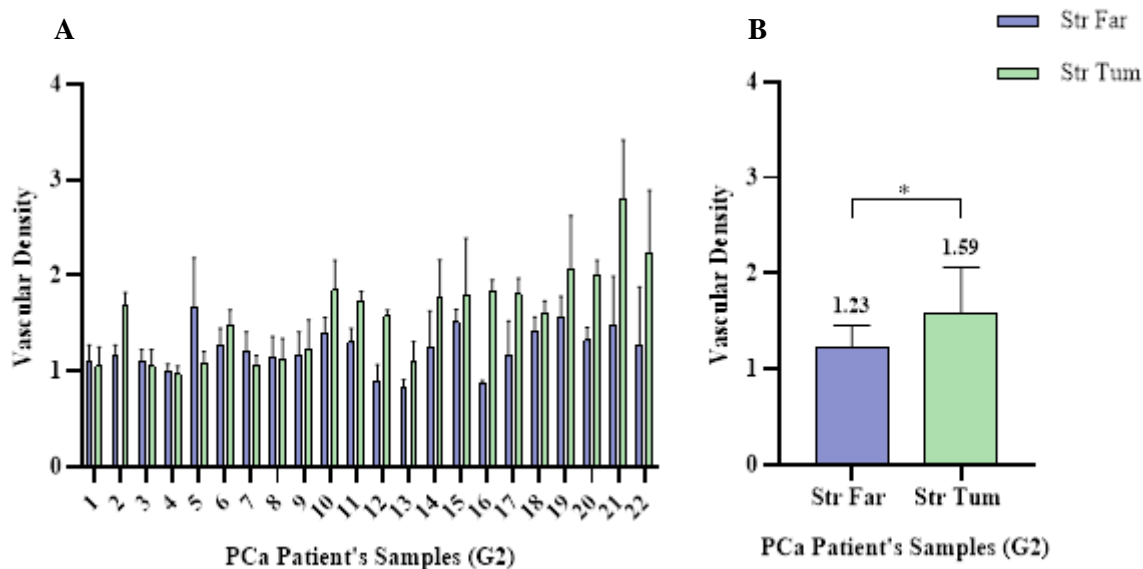 A
B
Str Far
Str Tum
Vascular Density
4
3
2
1
0
1 2 3 4 5 6 7 8 9 10 11 12 13 14 15 16 17 18 19 20 21 22
PCa Patient's Samples (G2)
Vascular Density
4
3
2
1
0
*
1.23
1.59
Str Far Str Tum
PCa Patient's Samples (G2)